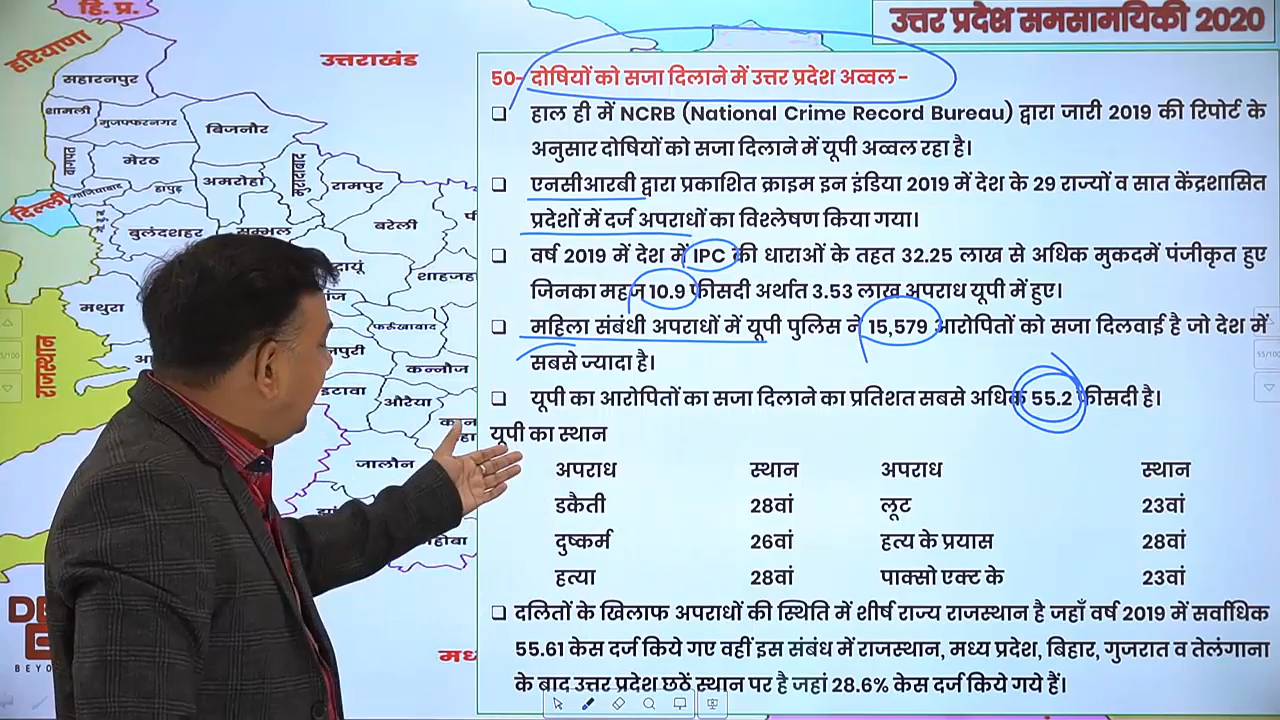 हि. प्र.
उत्तर प्रदेश समसामयिकी 2020
हरियाणा
उत्तराखंड
सहारनपुर
शामली
मुजफ्फरनगर
बिजनौर
बागपत
मेरठ
मुरादाबाद
अमरोहा
रामपुर
गाजियाबाद
हापुड़
दिल्ली
बुलंदशहर
सम्भल
बरेली
शाहजह
मथुरा
फर्रुखाबाद
राजस्थान
कन्नौज
इटावा
औरैया
जालौन
50- दोषियों को सजा दिलाने में उत्तर प्रदेश अव्वल -
हाल ही में NCRB (National Crime Record Bureau) द्वारा जारी 2019 की रिपोर्ट के
अनुसार दोषियों को सजा दिलाने में यूपी अव्वल रहा है।
एनसीआरबी द्वारा प्रकाशित क्राइम इन इंडिया 2019 में देश के 29 राज्यों व सात केंद्रशासित
प्रदेशों में दर्ज अपराधों का विश्लेषण किया गया।
वर्ष 2019 में देश में IPC की धाराओं के तहत 32.25 लाख से अधिक मुकदमें पंजीकृत हुए
जिनका महज 10.9 फीसदी अर्थात 3.53 लाख अपराध यूपी में हुए।
महिला संबंधी अपराधों में यूपी पुलिस ने 15,579 आरोपितों को सजा दिलवाई है जो देश में
सबसे ज्यादा है।
यूपी का आरोपितों का सजा दिलाने का प्रतिशत सबसे अधिक 55.2 फीसदी है।
यूपी का स्थान
अपराध स्थान अपराध स्थान
डकैती 28वां लूट 23वां
दुष्कर्म 26वां हत्य के प्रयास 28वां
हत्या 28वां पाक्सो एक्ट के 23वां
दलितों के खिलाफ अपराधों की स्थिति में शीर्ष राज्य राजस्थान है जहाँ वर्ष 2019 में सर्वाधिक
55.61 केस दर्ज किये गए वहीं इस संबंध में राजस्थान, मध्य प्रदेश, बिहार, गुजरात व तेलंगाना
के बाद उत्तर प्रदेश छठें स्थान पर है जहां 28.6% केस दर्ज किये गये हैं।